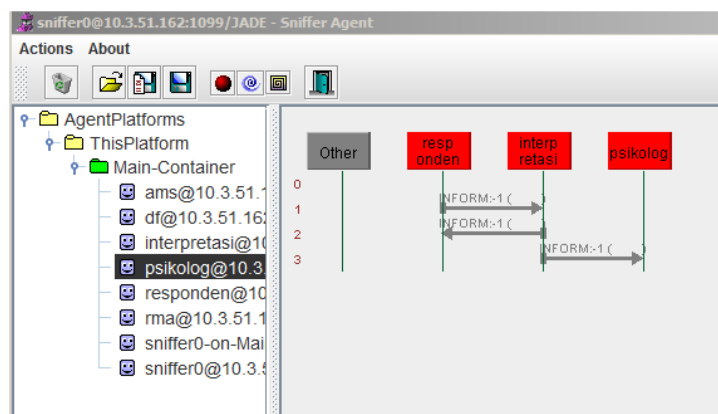 sniffer0@10.3.51.162:1099/JADE - Sniffer Agent
Actions About
AgentPlatforms
ThisPlatform
Main-Container
ams@10.3.51.1
df@10.3.51.162
interpretasi@10
psikolog@10.3.
responden@10
rma@10.3.51.1
sniffer0-on-Mai
sniffer0@10.3.5
Other
resp
onden
interp
retasi
psikolog
0
1
2
3
INFORM:-1 ( )
INFORM:-1 ( )
INFORM:-1 ( )